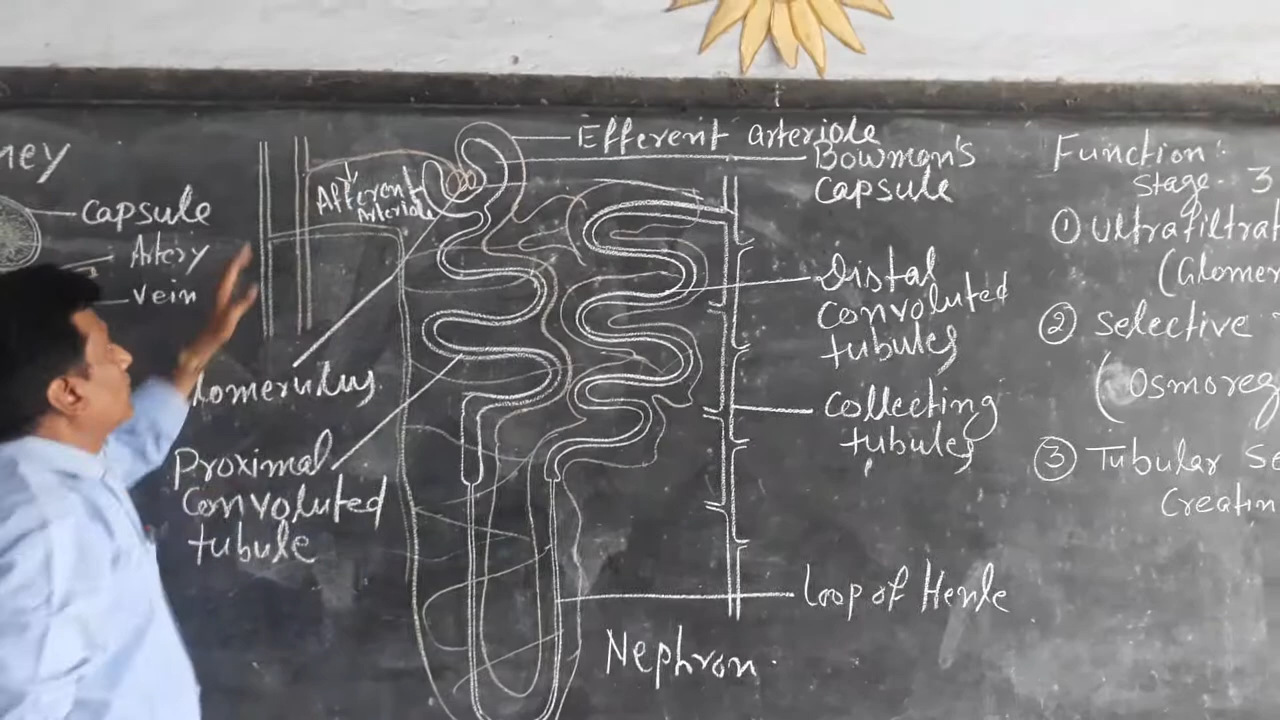 ney
Capsule
Artery
Vein
Efferent arteriole
Bowman's
Capsule
Afferent
Arteriole
lomerulus
Proximal
Convoluted
tubule
Distal
Convoluted
tubules
Collecting
tubules
Loop of Henle
Nephron.
Function:
Stage. 3
① Ultrafiltrat
(Glomer
② Selective
(Osmoreg
③ Tubular Se
Creatin